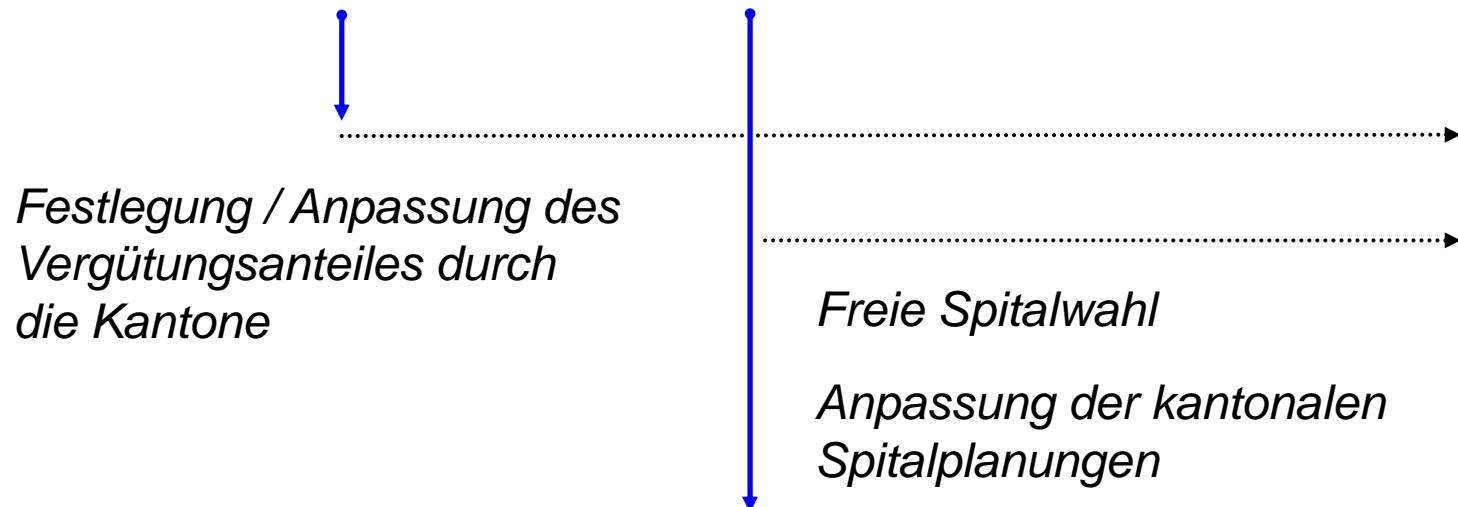 Festlegung / Anpassung des
Vergütungsanteiles durch
die Kantone
Freie Spitalwahl
Anpassung der kantonalen
Spitalplanungen